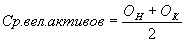 Ср.вел.активов = (О_Н + О_К) / 2